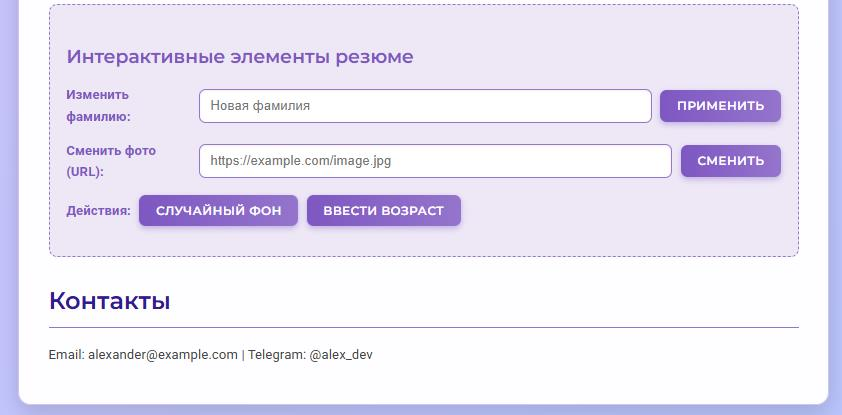 Интерактивные элементы резюме
Изменить
фамилию:
Новая фамилия
ПРИМЕНИТЬ
Сменить фото
(URL):
https://example.com/image.jpg
СМЕНИТЬ
Действия:
СЛУЧАЙНЫЙ ФОН
ВВЕСТИ ВОЗРАСТ
Контакты
Email: alexander@example.com | Telegram: @alex_dev